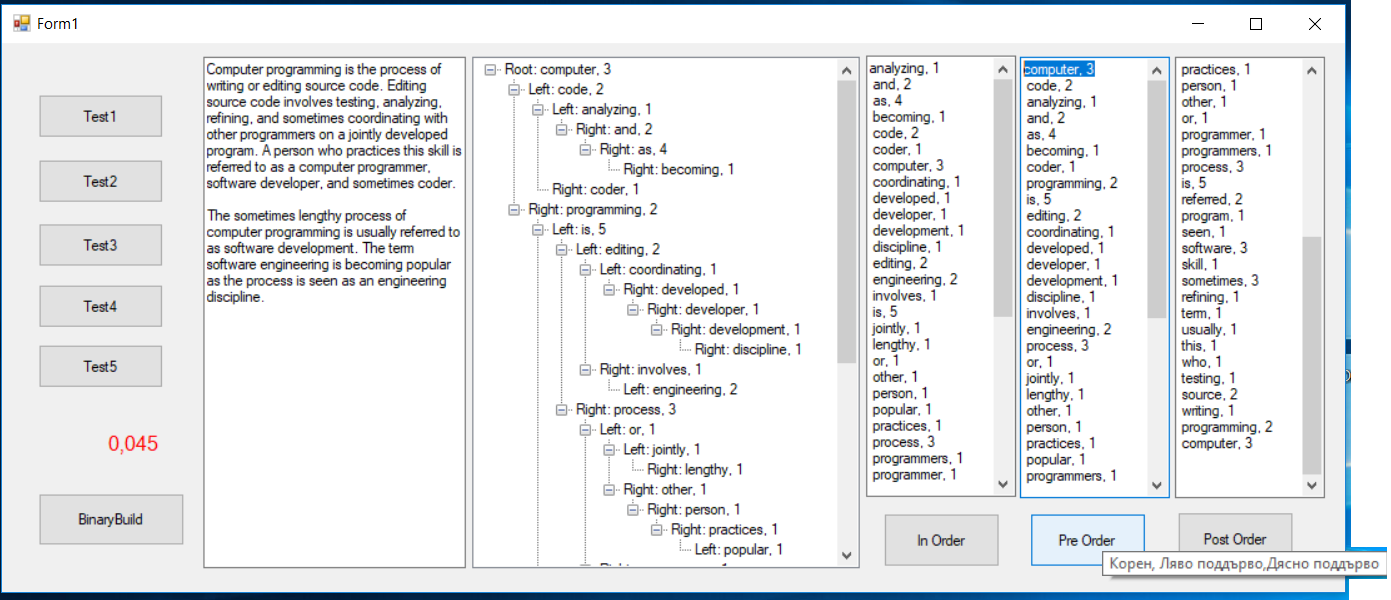 Form1
Test1
Test2
Test3
Test4
Test5
0,045
BinaryBuild
Computer programming is the process of
writing or editing source code. Editing
source code involves testing, analyzing,
refining, and sometimes coordinating with
other programmers on a jointly developed
program. A person who practices this skill is
referred to as a computer programmer,
software developer, and sometimes coder.
The sometimes lengthy process of
computer programming is usually referred to
as software development. The term
software engineering is becoming popular
as the process is seen as an engineering
discipline.
Root: computer, 3
Left: code, 2
Left: analyzing, 1
Right: and, 2
Right: as, 4
Right: becoming, 1
Right: coder, 1
Right: programming, 2
Left: is, 5
Left: editing, 2
Left: coordinating, 1
Right: developed, 1
Right: developer, 1
Right: development, 1
Right: discipline, 1
Right: involves, 1
Left: engineering, 2
Right: process, 3
Left: or, 1
Left: jointly, 1
Right: lengthy, 1
Right: other, 1
Right: person, 1
Right: practices, 1
Left: popular, 1
analyzing, 1
and, 2
as, 4
becoming, 1
code, 2
coder, 1
computer, 3
coordinating, 1
developed, 1
developer, 1
development, 1
discipline, 1
editing, 2
engineering, 2
involves, 1
is, 5
jointly, 1
lengthy, 1
or, 1
other, 1
person, 1
popular, 1
practices, 1
process, 3
programmers, 1
programmer, 1
In Order
computer, 3
code, 2
analyzing, 1
and, 2
as, 4
becoming, 1
coder, 1
programming, 2
is, 5
editing, 2
coordinating, 1
developed, 1
developer, 1
development, 1
discipline, 1
involves, 1
engineering, 2
process, 3
or, 1
jointly, 1
lengthy, 1
other, 1
person, 1
practices, 1
popular, 1
programmers, 1
Pre Order
practices, 1
person, 1
other, 1
or, 1
programmer, 1
programmers, 1
process, 3
is, 5
referred, 2
program, 1
seen, 1
software, 3
skill, 1
sometimes, 3
refining, 1
term, 1
usually, 1
this, 1
who, 1
testing, 1
source, 2
writing, 1
programming, 2
computer, 3
Post Order
Корен, Ляво поддърво,Дясно поддърво